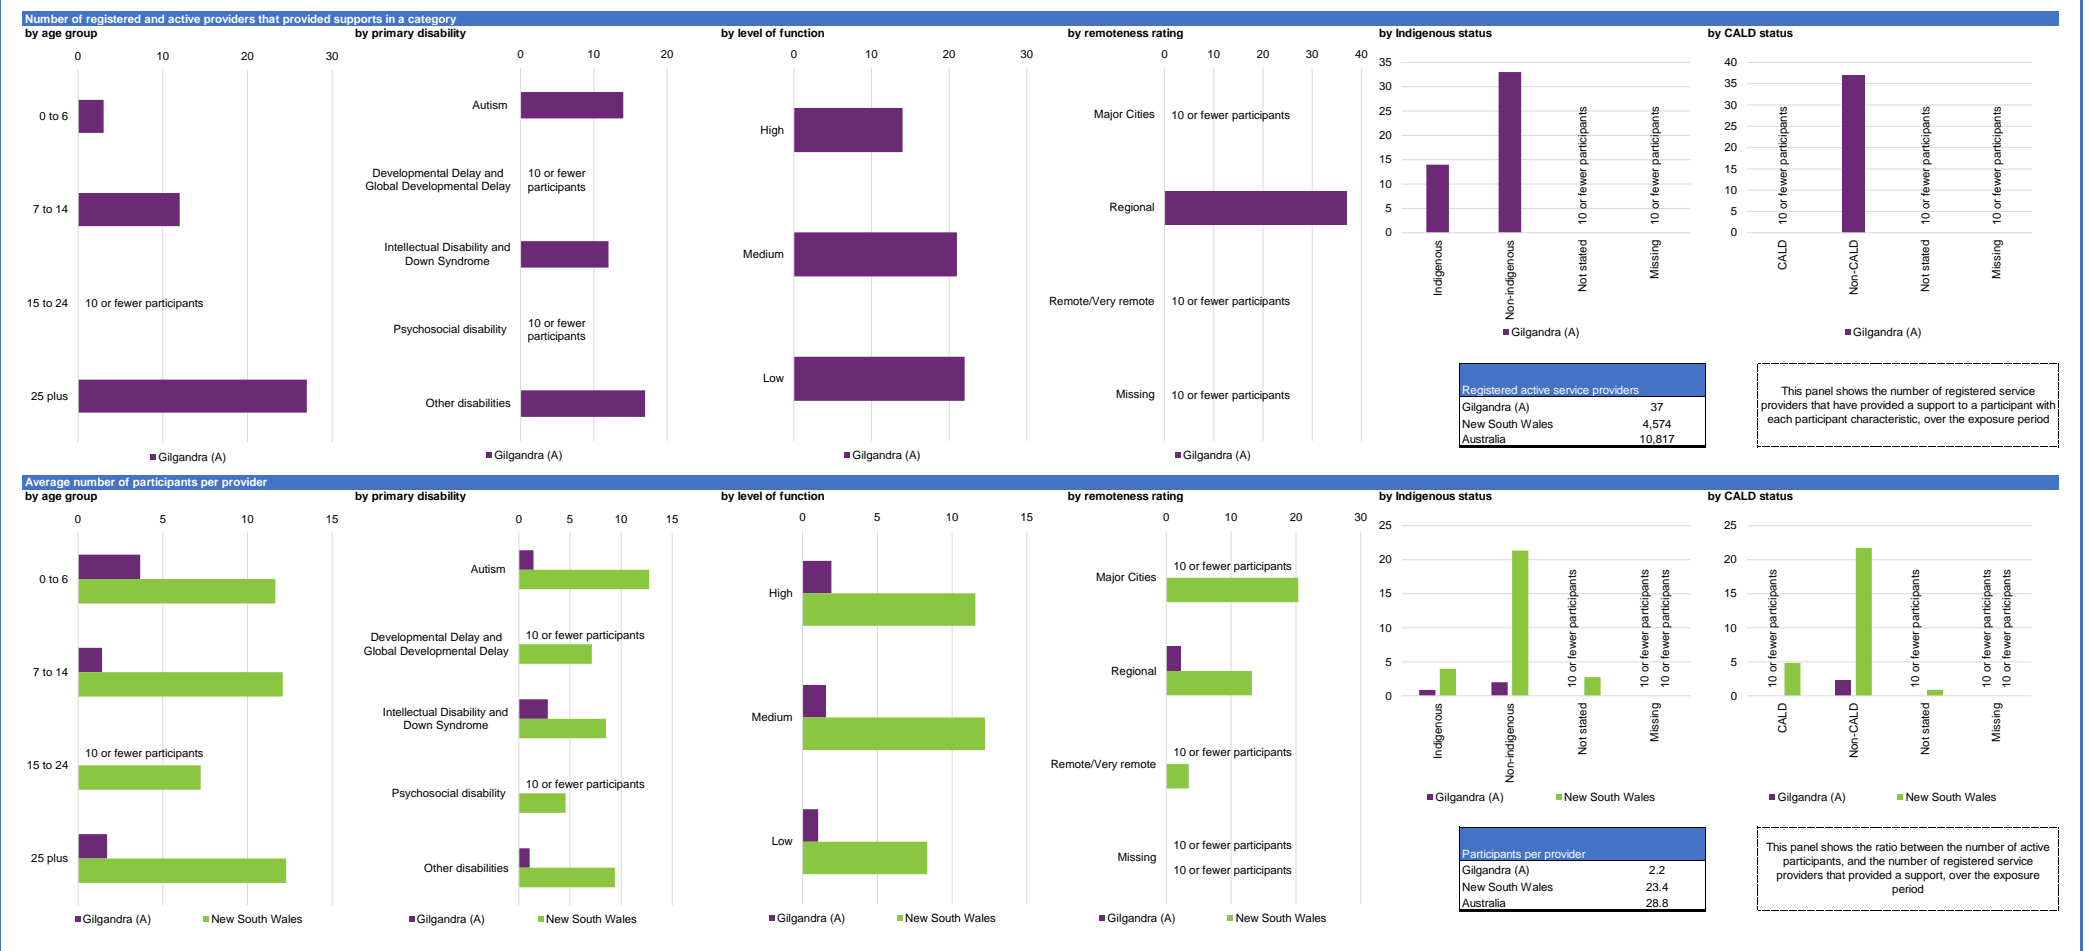 Number of registered and active providers that provided supports in a category
by age group
0 10 20 30
0 to 6
7 to 14
15 to 24
10 or fewer participants
25 plus
Gilgandra (A)
by primary disability
0 10 20
Autism
Developmental Delay and
Global Developmental Delay
10 or fewer
participants
Intellectual Disability and
Down Syndrome
Psychosocial disability
10 or fewer
participants
Other disabilities
Gilgandra (A)
by level of function
0 10 20 30
High
Medium
Low
Gilgandra (A)
by remoteness rating
0 10 20 30 40
Major Cities
10 or fewer participants
Regional
Remote/Very remote
10 or fewer participants
Missing
10 or fewer participants
Gilgandra (A)
by Indigenous status
35
30
25
20
15
10
5
0
10 or fewer participants
10 or fewer participants
Indigenous
Non-indigenous
Not stated
Missing
Gilgandra (A)
by CALD status
40
35
30
25
20
15
10
5
0
10 or fewer participants
10 or fewer participants
10 or fewer participants
CALD
Non-CALD
Not stated
Missing
Gilgandra (A)
Registered active service providers
Gilgandra (A) 37
New South Wales 4,574
Australia 10,817
This panel shows the number of registered service
providers that have provided a support to a participant with
each participant characteristic, over the exposure period
Average number of participants per provider
by age group
0 5 10 15
0 to 6
7 to 14
10 or fewer participants
15 to 24
25 plus
Gilgandra (A) New South Wales
by primary disability
0 5 10 15
Autism
Developmental Delay and
Global Developmental Delay
10 or fewer participants
Intellectual Disability and
Down Syndrome
10 or fewer participants
Psychosocial disability
Other disabilities
Gilgandra (A) New South Wales
by level of function
0 5 10 15
High
Medium
Low
Gilgandra (A) New South Wales
by remoteness rating
0 10 20 30
10 or fewer participants
Major Cities
Regional
10 or fewer participants
Remote/Very remote
10 or fewer participants
Missing
10 or fewer participants
Gilgandra (A) New South Wales
by Indigenous status
25
20
15
10
5
0
10 or fewer participants
10 or fewer participants
10 or fewer participants
Indigenous
Non-indigenous
Not stated
Missing
Gilgandra (A) New South Wales
by CALD status
25
20
15
10
5
0
10 or fewer participants
10 or fewer participants
10 or fewer participants
10 or fewer participants
CALD
Non-CALD
Not stated
Missing
Gilgandra (A) New South Wales
Participants per provider
Gilgandra (A) 2.2
New South Wales 23.4
Australia 28.8
This panel shows the ratio between the number of active
participants, and the number of registered service
providers that provided a support, over the exposure
period